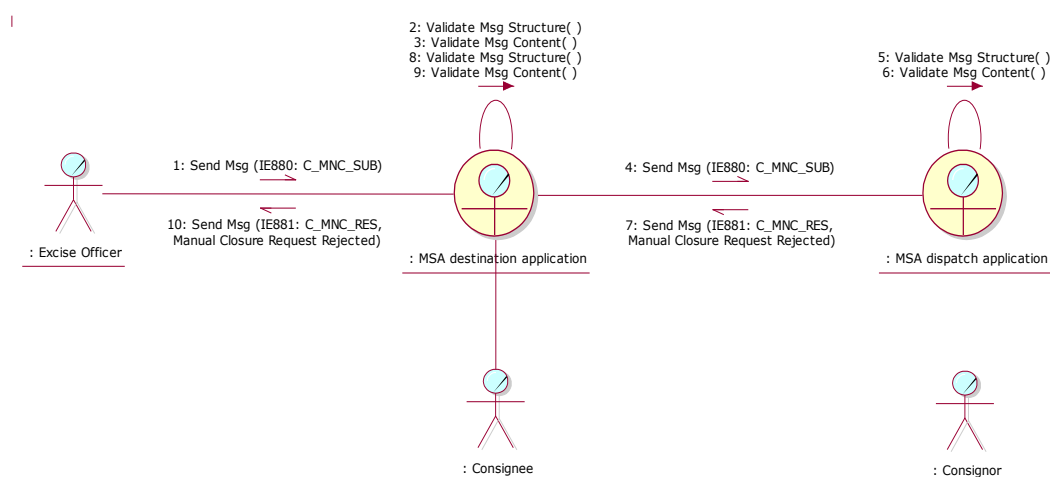 2: Validate Msg Structure( )
3: Validate Msg Content( )
8: Validate Msg Structure( )
9: Validate Msg Content( )
5: Validate Msg Structure( )
6: Validate Msg Content( )
1: Send Msg (IE880: C_MNC_SUB)
4: Send Msg (IE880: C_MNC_SUB)
10: Send Msg (IE881: C_MNC_RES,
Manual Closure Request Rejected)
7: Send Msg (IE881: C_MNC_RES,
Manual Closure Request Rejected)
: Excise Officer
: MSA destination application
: MSA dispatch application
: Consignee
: Consignor